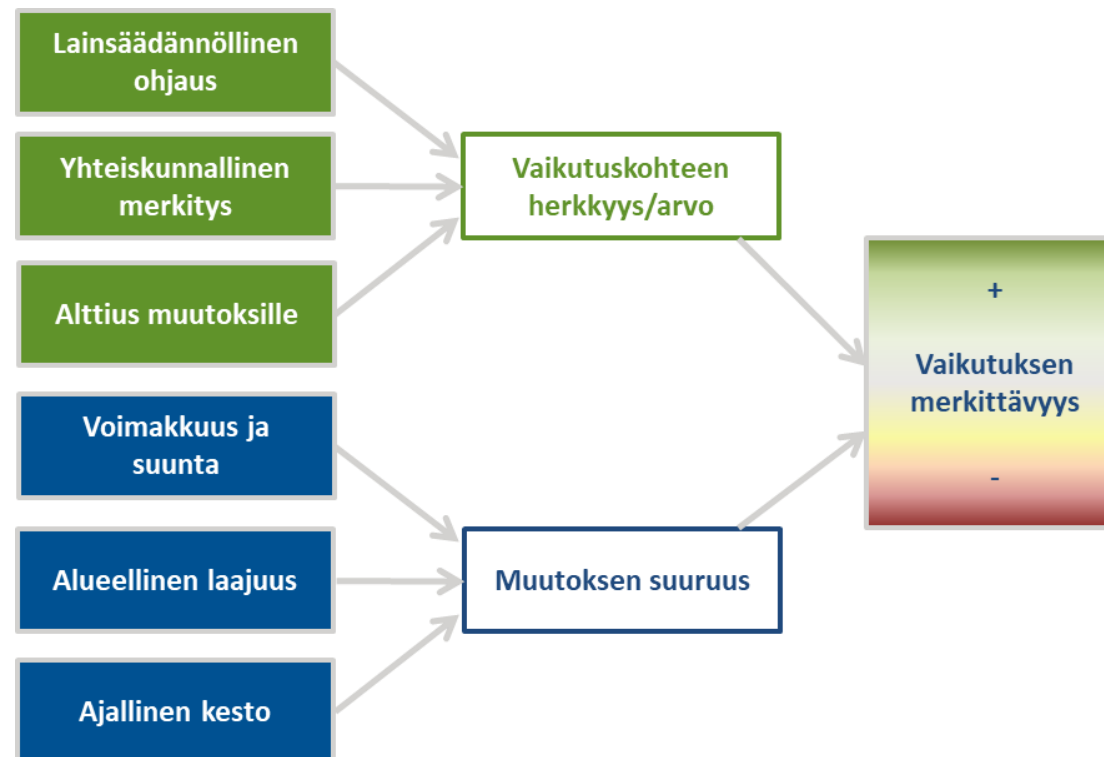 Lainsäädännöllinen
ohjaus
Yhteiskunnallinen
merkitys
Alttius muutoksille
Voimakkuus ja
suunta
Alueellinen laajuus
Ajallinen kesto
Vaikutuskohteen
herkkyys/arvo
Muutoksen suuruus
+
Vaikutuksen
merkittävyys
-